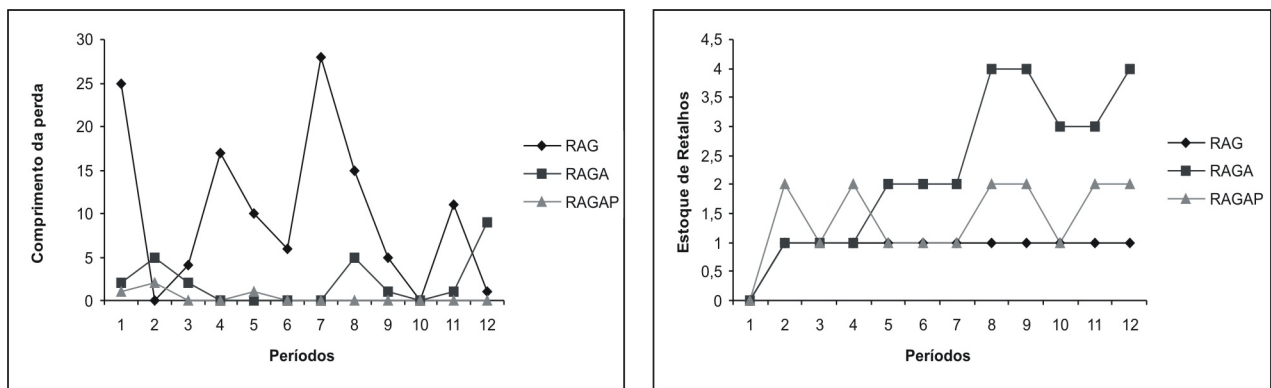 30
25
20
15
10
5
0
Comprimento da perda
1 2 3 4 5 6 7 8 9 10 11 12
Períodos
RAG
RAGA
RAGAP
4,5
4
3,5
3
2,5
2
1,5
1
0,5
0
Estoque de Retalhos
1 2 3 4 5 6 7 8 9 10 11 12
Períodos
RAG
RAGA
RAGAP